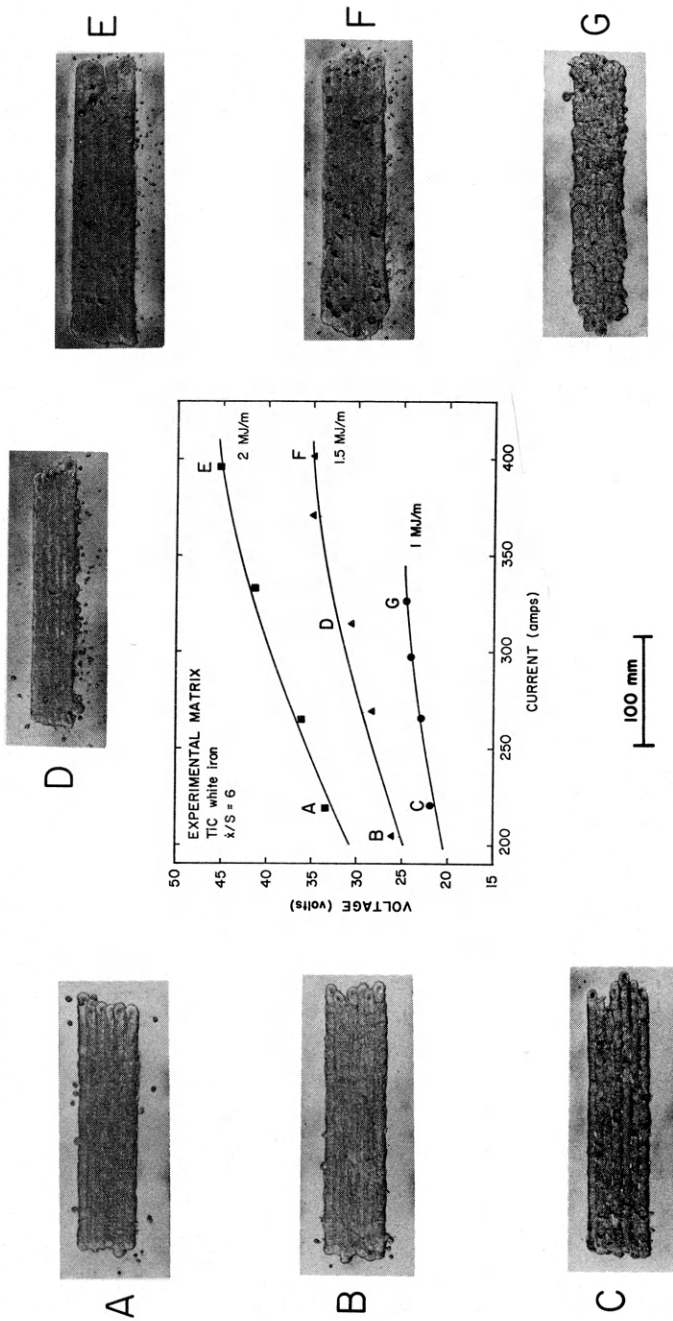 A
B
C
D
E
F
G
EXPERIMENTAL MATRIX
TiC white iron
ẋ/S = 6
VOLTAGE (volts)
50
45
40
35
30
25
20
15
A
E
2 MJ/m
B
D
F
1.5 MJ/m
C
G
1 MJ/m
200
250
300
350
400
CURRENT (amps)
100 mm